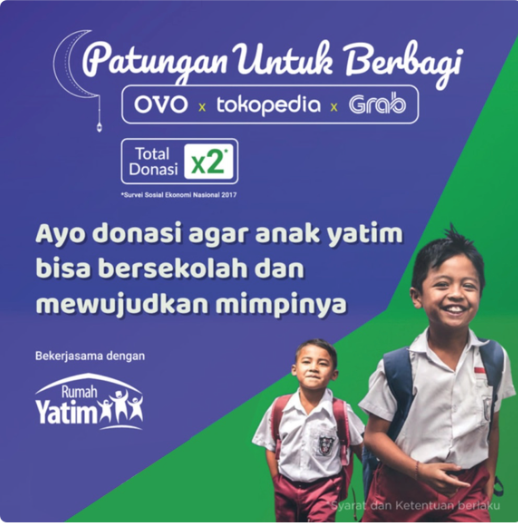 Patungan Untuk Berbagi
OVO x tokopedia x Grab
Total
Donasi x2*
*Survei Sosial Ekonomi Nasional 2017
Ayo donasi agar anak yatim
bisa bersekolah dan
mewujudkan mimpinya
Bekerjasama dengan
Rumah
Yatim
*Syarat dan Ketentuan berlaku